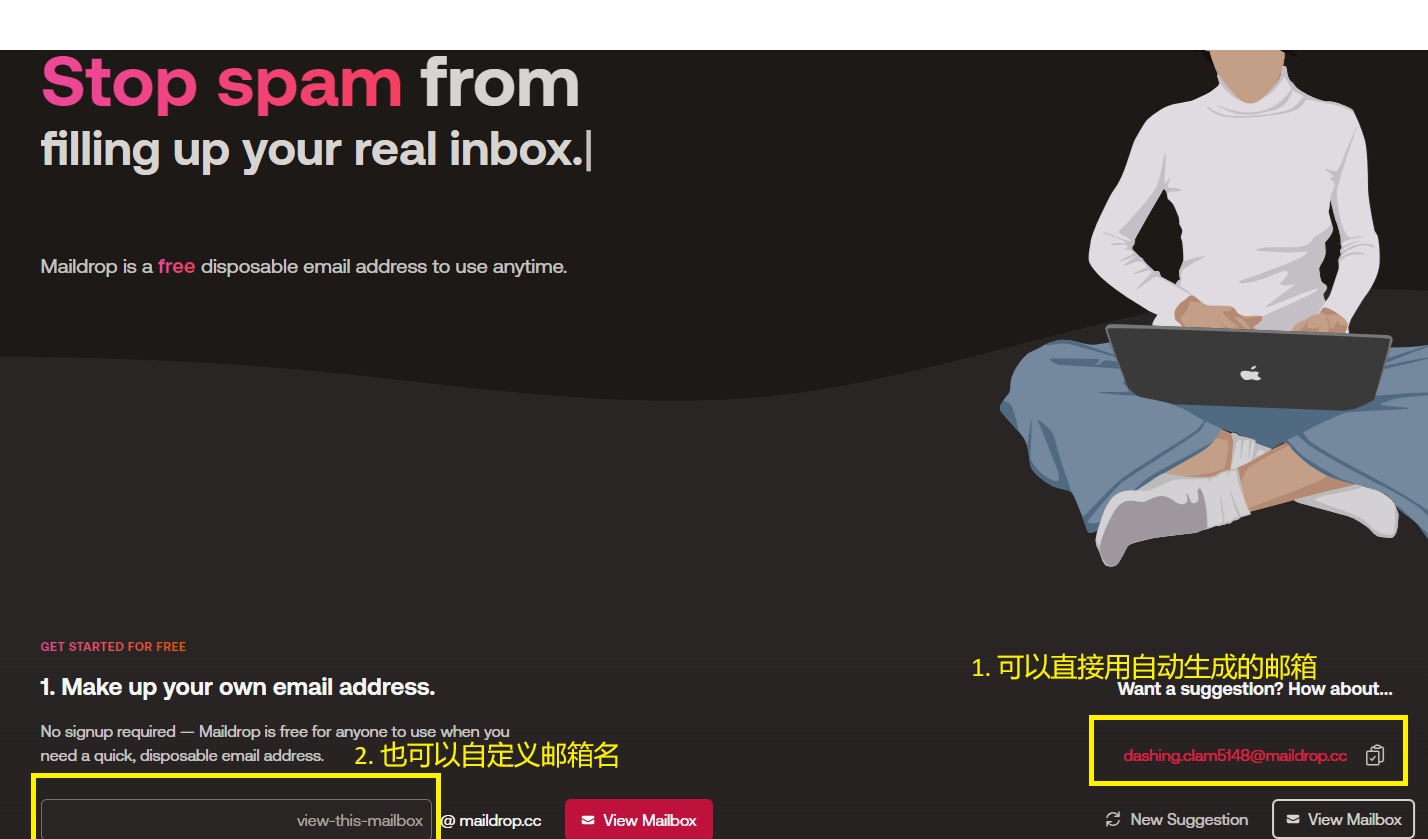 Stop spam from
filling up your real inbox.
Maildrop is a free disposable email address to use anytime.
GET STARTED FOR FREE
1. Make up your own email address.
No signup required — Maildrop is free for anyone to use when you
need a quick, disposable email address.
2. 也可以自定义邮箱名
view-this-mailbox @ maildrop.cc View Mailbox
1. 可以直接用自动生成的邮箱
Want a suggestion? How about...
dashing.clam5148@maildrop.cc
New Suggestion View Mailbox